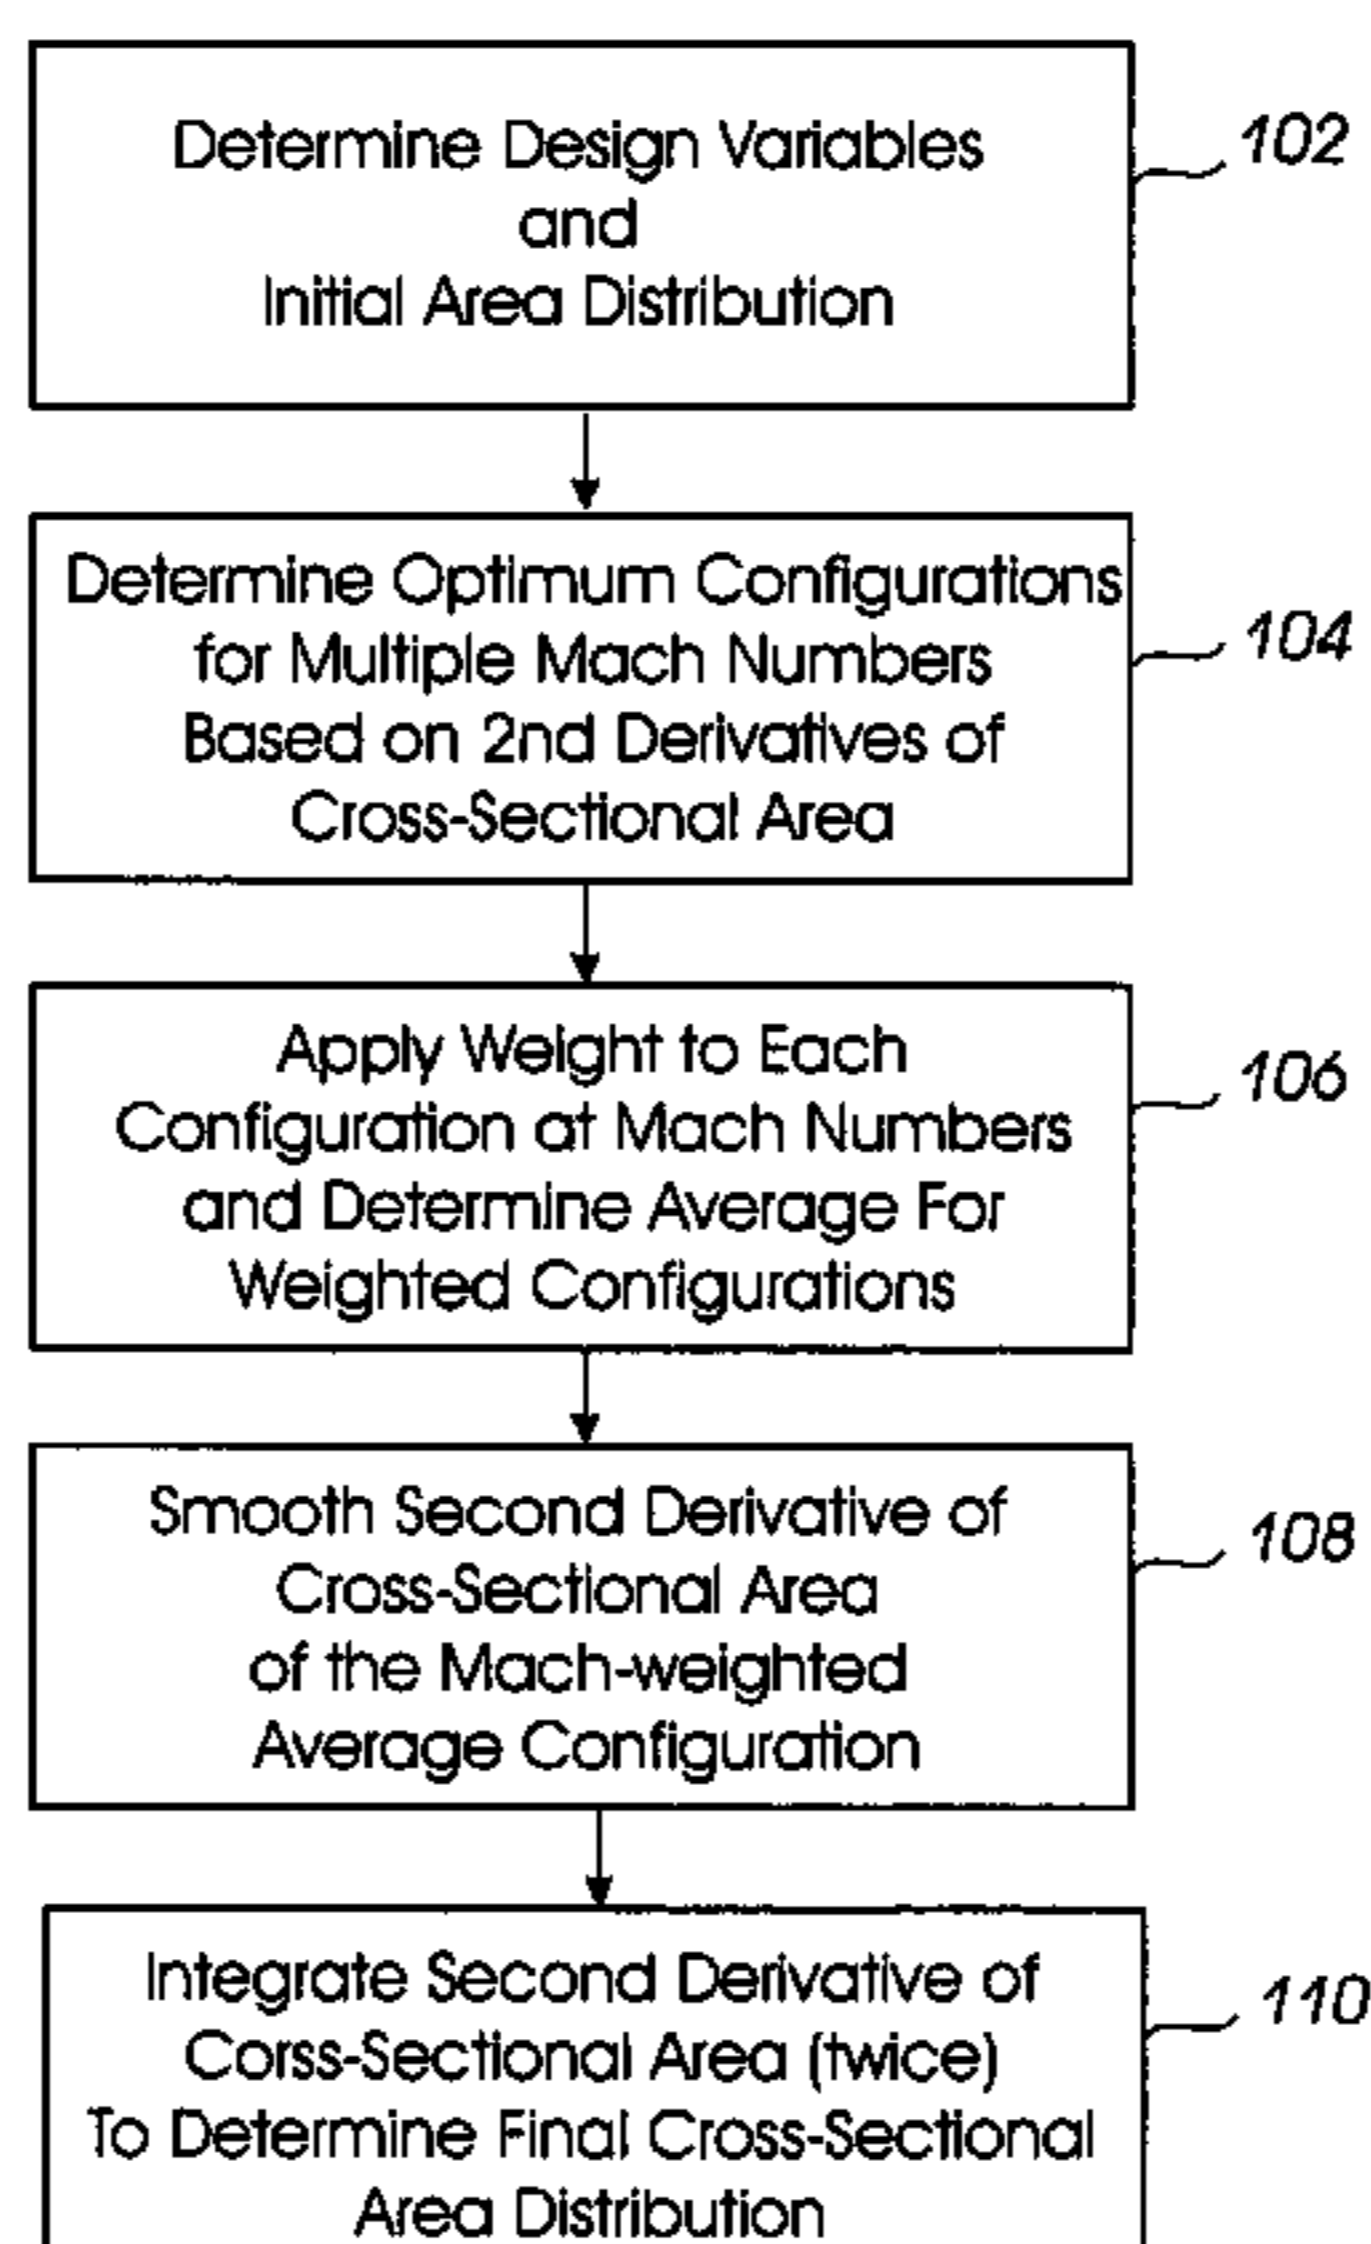 Determine Design Variables
and
Initial Area Distribution
102
Determine Optimum Configurations
for Multiple Mach Numbers
Based on 2nd Derivatives of
Cross-Sectional Area
104
Apply Weight to Each
Configuration at Mach Numbers
and Determine Average For
Weighted Configurations
106
Smooth Second Derivative of
Cross-Sectional Area
of the Mach-weighted
Average Configuration
108
Integrate Second Derivative of
Corss-Sectional Area (twice)
To Determine Final Cross-Sectional
Area Distribution
110